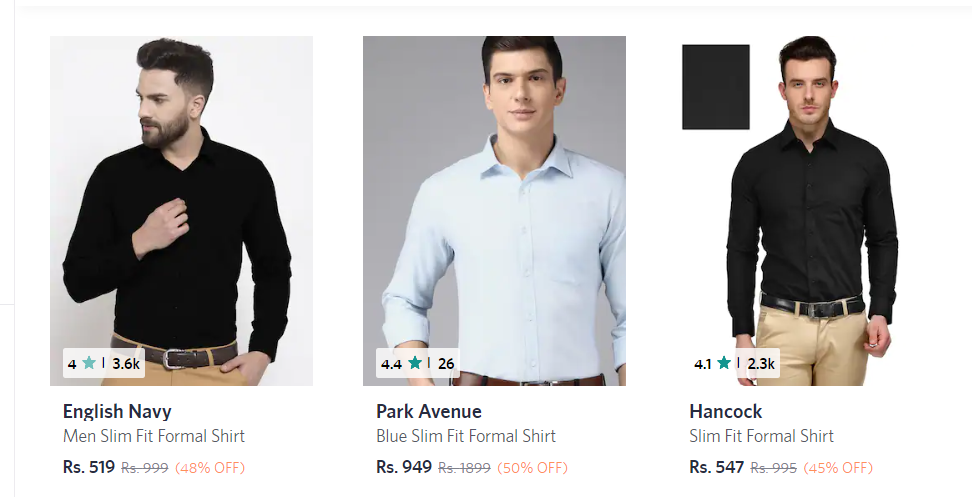 4 ★ | 3.6k
4.4 ★ | 26
4.1 ★ | 2.3k
English Navy
Men Slim Fit Formal Shirt
Rs. 519 Rs. 999 (48% OFF)
Park Avenue
Blue Slim Fit Formal Shirt
Rs. 949 Rs. 1899 (50% OFF)
Hancock
Slim Fit Formal Shirt
Rs. 547 Rs. 995 (45% OFF)